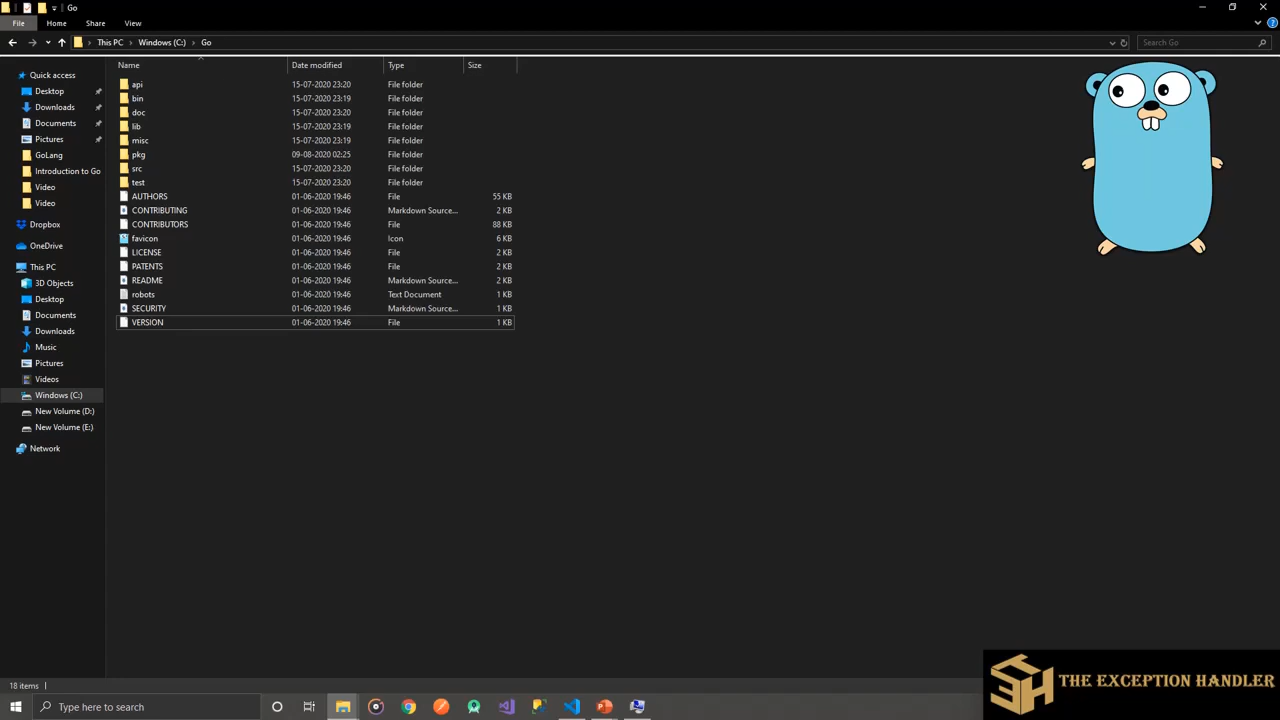 Go
File Home Share View
This PC Windows (C:) Go Search Go
Name Date modified Type Size
Quick access
Desktop
Downloads
Documents
Pictures
GoLang
Introduction to Go
Video
Video
Dropbox
OneDrive
This PC
3D Objects
Desktop
Documents
Downloads
Music
Pictures
Videos
Windows (C:)
New Volume (D:)
New Volume (E:)
Network
api 15-07-2020 23:20 File folder
bin 15-07-2020 23:19 File folder
doc 15-07-2020 23:20 File folder
lib 15-07-2020 23:19 File folder
misc 15-07-2020 23:19 File folder
pkg 09-08-2020 02:25 File folder
src 15-07-2020 23:20 File folder
test 15-07-2020 23:20 File folder
AUTHORS 01-06-2020 19:46 File 55 KB
CONTRIBUTING 01-06-2020 19:46 Markdown Source... 2 KB
CONTRIBUTORS 01-06-2020 19:46 File 88 KB
favicon 01-06-2020 19:46 Icon 6 KB
LICENSE 01-06-2020 19:46 File 2 KB
PATENTS 01-06-2020 19:46 File 2 KB
README 01-06-2020 19:46 Markdown Source... 2 KB
robots 01-06-2020 19:46 Text Document 1 KB
SECURITY 01-06-2020 19:46 Markdown Source... 1 KB
VERSION 01-06-2020 19:46 File 1 KB
18 items
Type here to search
THE EXCEPTION HANDLER